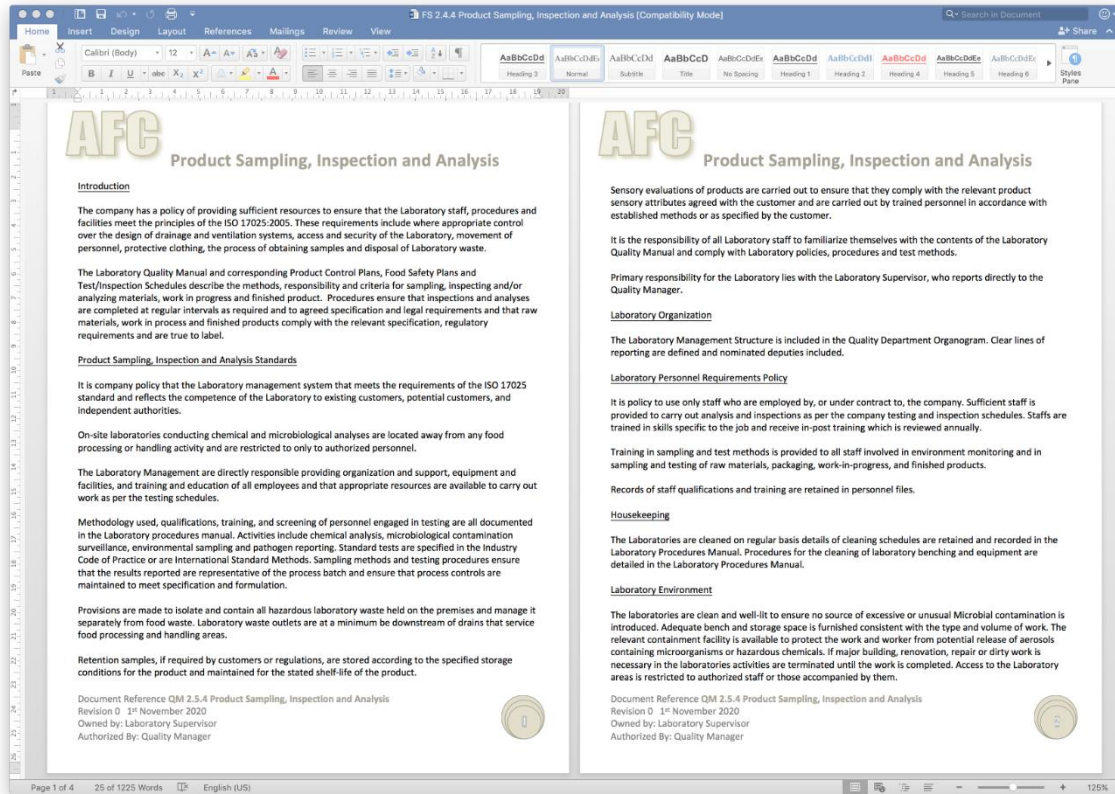 FS 2.4.4 Product Sampling, Inspection and Analysis [Compatibility Mode]
Search in Document
Home Insert Design Layout References Mailings Review View
Share
Paste
Calibri (Body) 12
B I U abc X₂ X²
AaBbCcDd AaBbCcDdEe AaBbCcDd AaBbCcD AaBbCcDdEe AaBbCcDd AaBbCcDdI AaBbCcDd AaBbCcDdEe AaBbCcDdEe
Heading 3 Normal Subtitle Title No Spacing Heading 1 Heading 2 Heading 4 Heading 5 Heading 6
Styles
Pane
AFC
Product Sampling, Inspection and Analysis
Introduction
The company has a policy of providing sufficient resources to ensure that the Laboratory staff, procedures and
facilities meet the principles of the ISO 17025:2005. These requirements include where appropriate control
over the design of drainage and ventilation systems, access and security of the Laboratory, movement of
personnel, protective clothing, the process of obtaining samples and disposal of Laboratory waste.
The Laboratory Quality Manual and corresponding Product Control Plans, Food Safety Plans and
Test/Inspection Schedules describe the methods, responsibility and criteria for sampling, inspecting and/or
analyzing materials, work in progress and finished product. Procedures ensure that inspections and analyses
are completed at regular intervals as required and to agreed specification and legal requirements and that raw
materials, work in process and finished products comply with the relevant specification, regulatory
requirements and are true to label.
Product Sampling, Inspection and Analysis Standards
It is company policy that the Laboratory management system that meets the requirements of the ISO 17025
standard and reflects the competence of the Laboratory to existing customers, potential customers, and
independent authorities.
On-site laboratories conducting chemical and microbiological analyses are located away from any food
processing or handling activity and are restricted to only to authorized personnel.
The Laboratory Management are directly responsible providing organization and support, equipment and
facilities, and training and education of all employees and that appropriate resources are available to carry out
work as per the testing schedules.
Methodology used, qualifications, training, and screening of personnel engaged in testing are all documented
in the Laboratory procedures manual. Activities include chemical analysis, microbiological contamination
surveillance, environmental sampling and pathogen reporting. Standard tests are specified in the Industry
Code of Practice or are International Standard Methods. Sampling methods and testing procedures ensure
that the results reported are representative of the process batch and ensure that process controls are
maintained to meet specification and formulation.
Provisions are made to isolate and contain all hazardous laboratory waste held on the premises and manage it
separately from food waste. Laboratory waste outlets are at a minimum be downstream of drains that service
food processing and handling areas.
Retention samples, if required by customers or regulations, are stored according to the specified storage
conditions for the product and maintained for the stated shelf-life of the product.
Document Reference QM 2.5.4 Product Sampling, Inspection and Analysis
Revision 0 1st November 2020
Owned by: Laboratory Supervisor
Authorized By: Quality Manager
AFC
Product Sampling, Inspection and Analysis
Sensory evaluations of products are carried out to ensure that they comply with the relevant product
sensory attributes agreed with the customer and are carried out by trained personnel in accordance with
established methods or as specified by the customer.
It is the responsibility of all Laboratory staff to familiarize themselves with the contents of the Laboratory
Quality Manual and comply with Laboratory policies, procedures and test methods.
Primary responsibility for the Laboratory lies with the Laboratory Supervisor, who reports directly to the
Quality Manager.
Laboratory Organization
The Laboratory Management Structure is included in the Quality Department Organogram. Clear lines of
reporting are defined and nominated deputies included.
Laboratory Personnel Requirements Policy
It is policy to use only staff who are employed by, or under contract to, the company. Sufficient staff is
provided to carry out analysis and inspections as per the company testing and inspection schedules. Staffs are
trained in skills specific to the job and receive in-post training which is reviewed annually.
Training in sampling and test methods is provided to all staff involved in environment monitoring and in
sampling and testing of raw materials, packaging, work-in-progress, and finished products.
Records of staff qualifications and training are retained in personnel files.
Housekeeping
The Laboratories are cleaned on regular basis details of cleaning schedules are retained and recorded in the
Laboratory Procedures Manual. Procedures for the cleaning of laboratory benching and equipment are
detailed in the Laboratory Procedures Manual.
Laboratory Environment
The laboratories are clean and well-lit to ensure no source of excessive or unusual Microbial contamination is
introduced. Adequate bench and storage space is furnished consistent with the type and volume of work. The
relevant containment facility is available to protect the work and worker from potential release of aerosols
containing microorganisms or hazardous chemicals. If major building, renovation, repair or dirty work is
necessary in the laboratories activities are terminated until the work is completed. Access to the Laboratory
areas is restricted to authorized staff or those accompanied by them.
Document Reference QM 2.5.4 Product Sampling, Inspection and Analysis
Revision 0 1st November 2020
Owned by: Laboratory Supervisor
Authorized By: Quality Manager
2
Page 1 of 4 25 of 1225 Words English (US) 125%